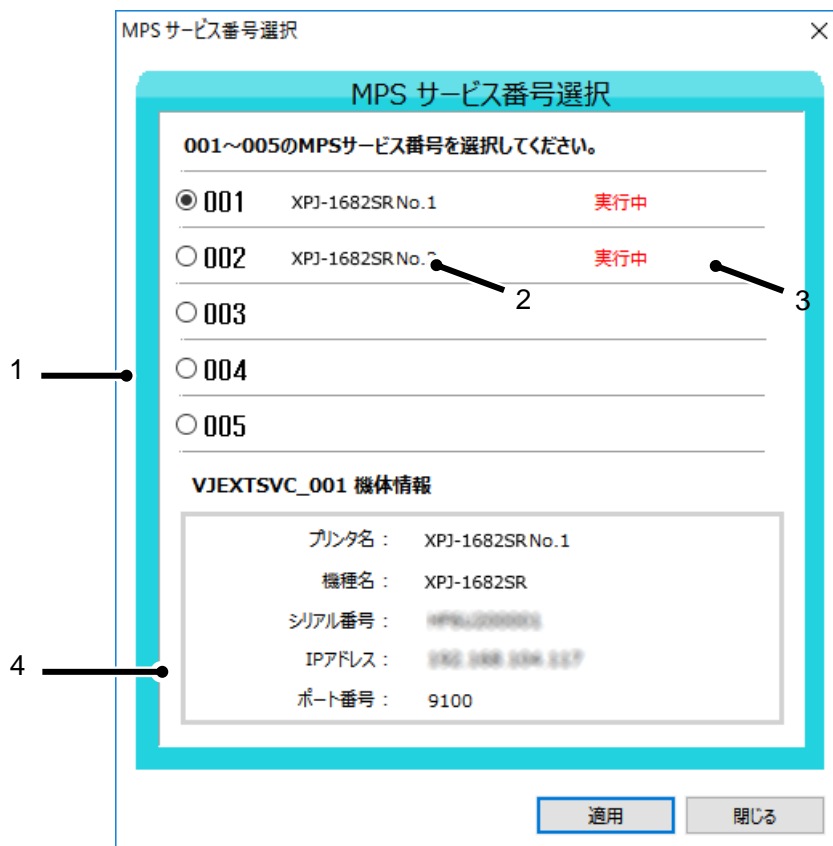 MPS サービス番号選択
MPS サービス番号選択
001～005のMPSサービス番号を選択してください。
001 XPJ-1682SR No.1 実行中
002 XPJ-1682SR No. 実行中
2
3
003
1
004
005
VJEXTSVC_001 機体情報
プリンタ名： XPJ-1682SR No.1
機種名： XPJ-1682SR
シリアル番号：
4
IPアドレス：
ポート番号： 9100
適用 閉じる